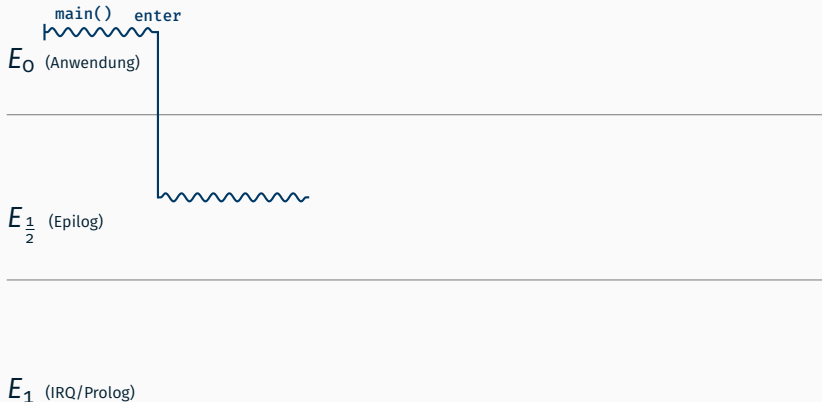 main() enter
E₀ (Anwendung)
E½ (Epilog)
E₁ (IRQ/Prolog)